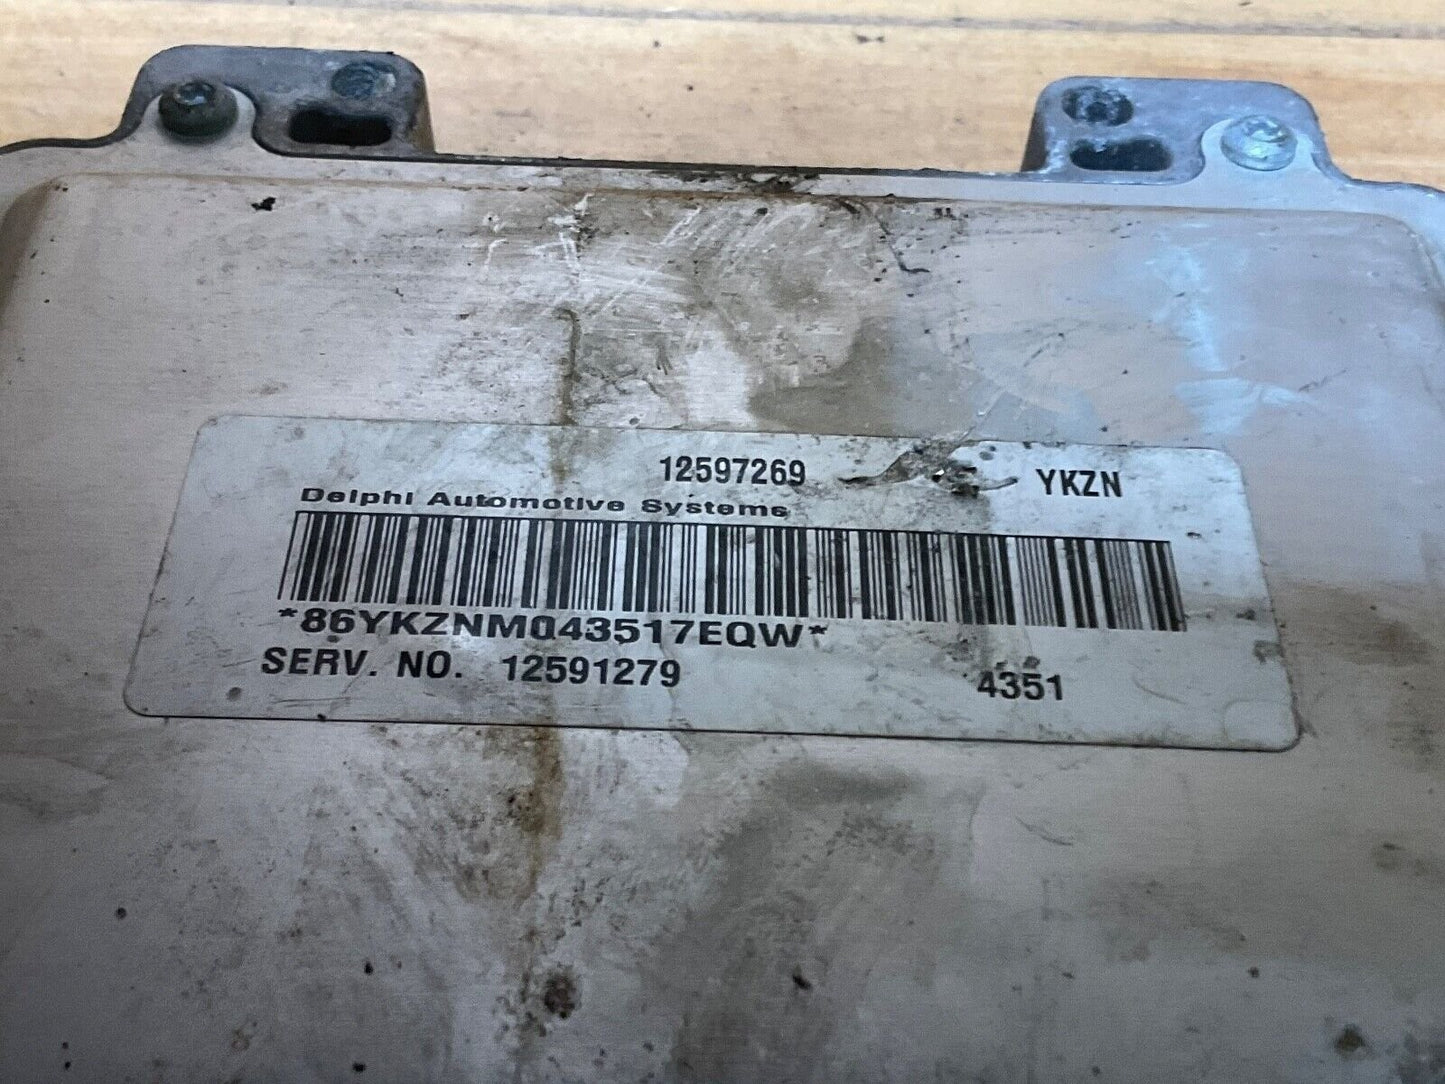 12597269 YKZN
Delphi Automotive Systems
*86YKZNM043517EQW*
SERV. NO. 12591279 4351